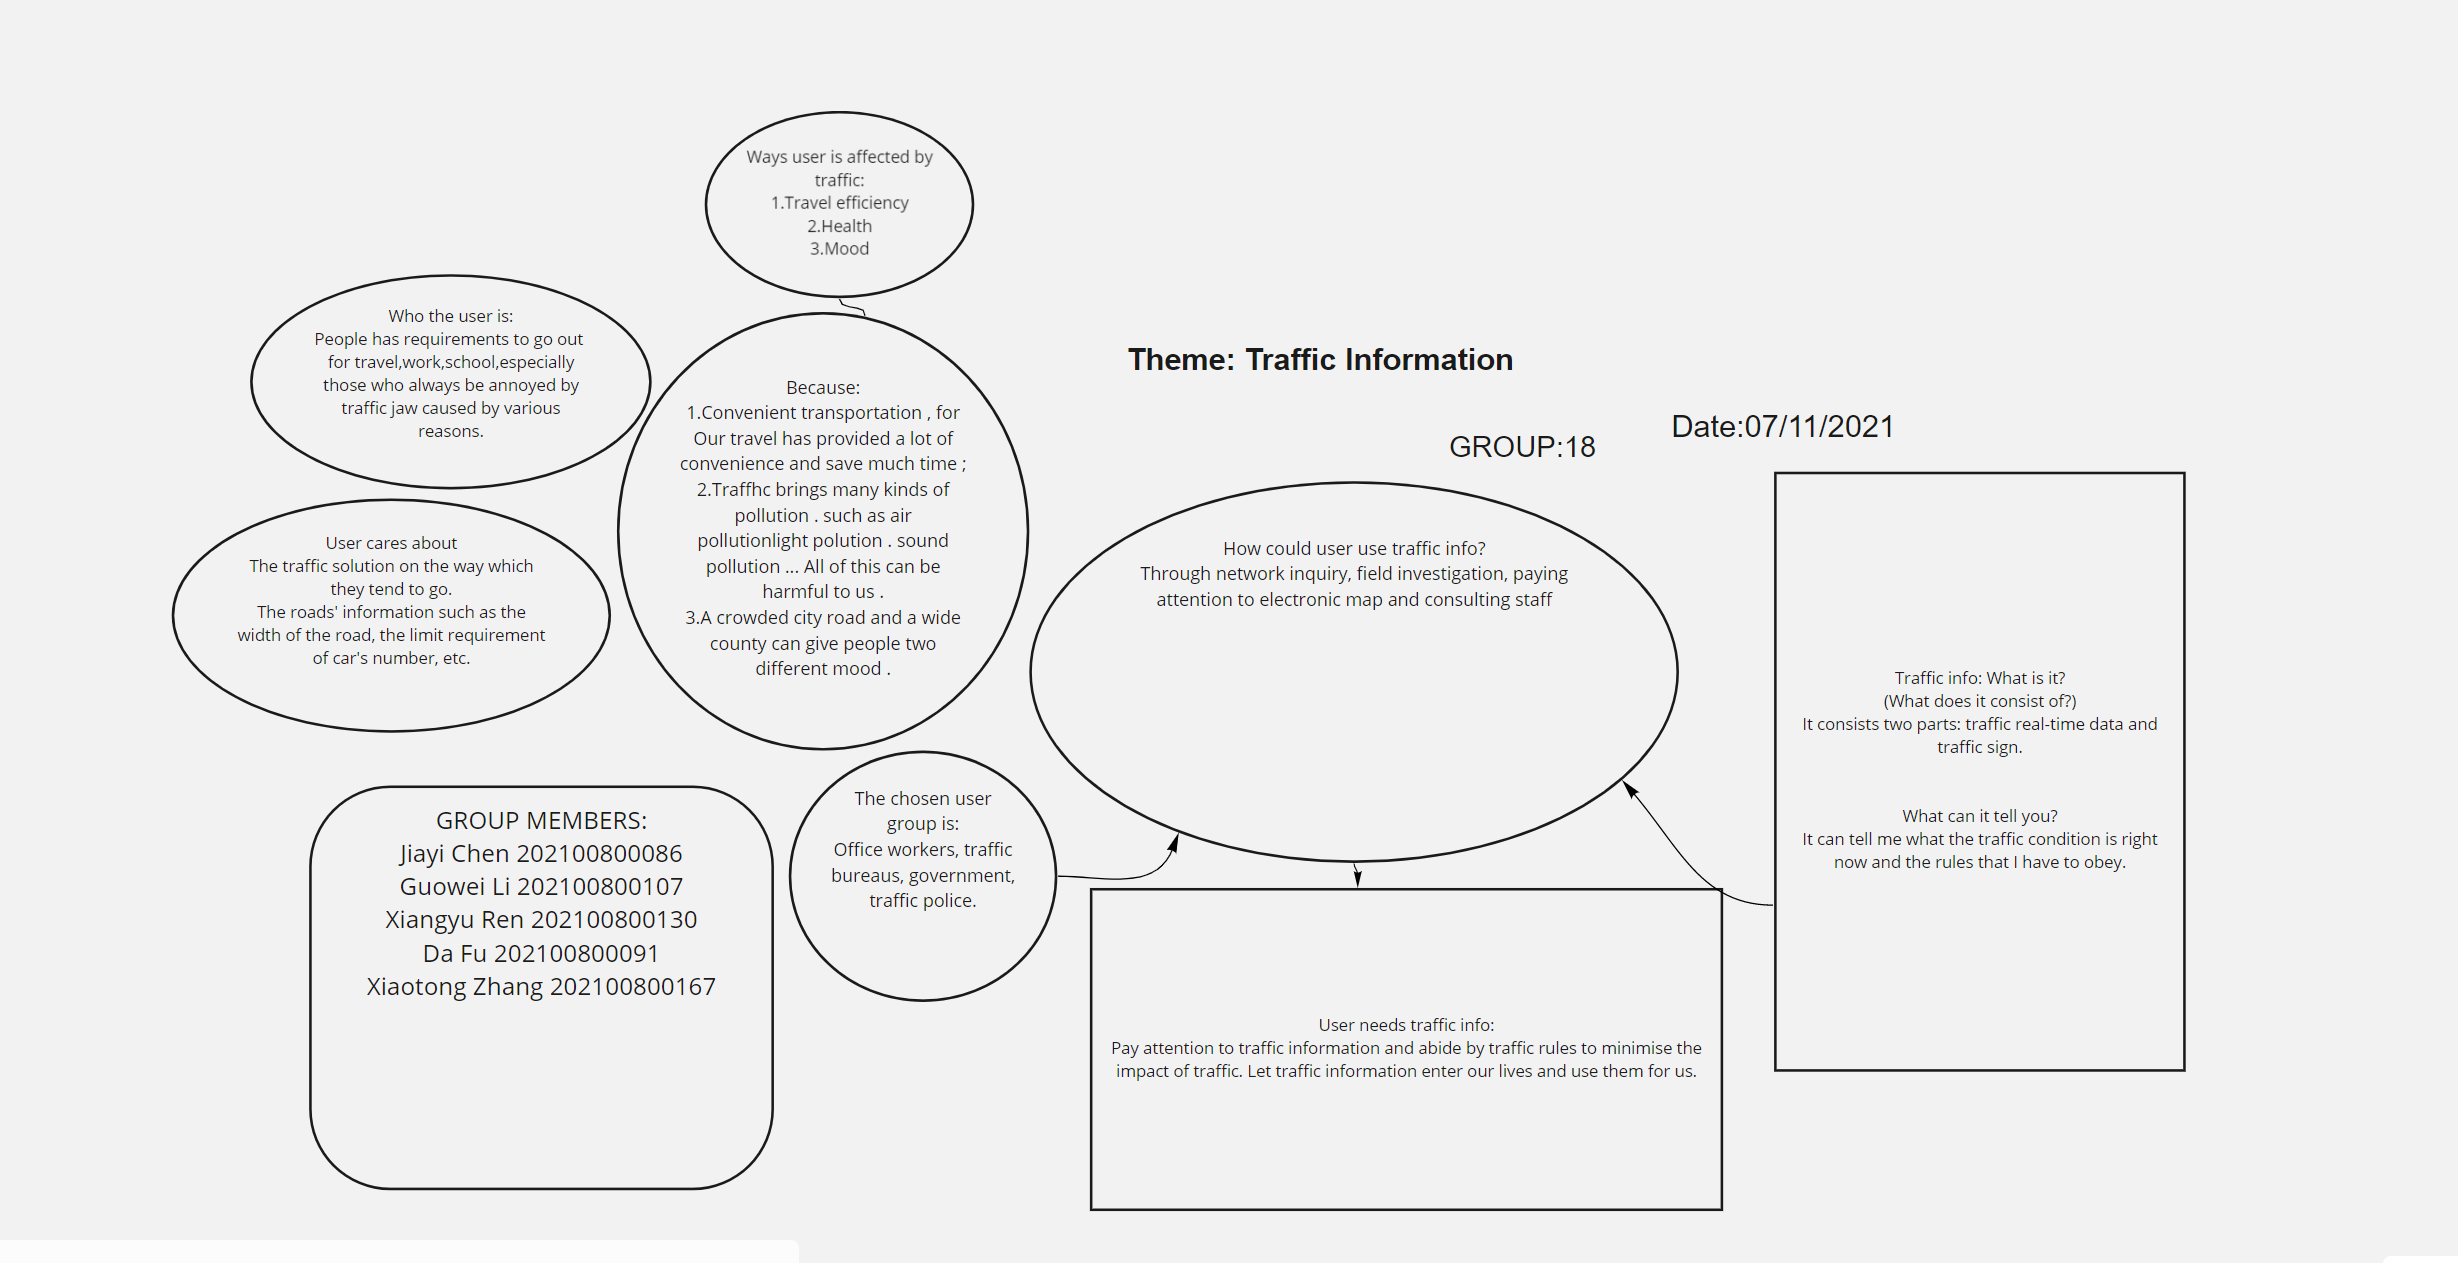 Ways user is affected by
traffic:
1.Travel efficiency
2.Health
3.Mood
Who the user is:
People has requirements to go out
for travel,work,school,especially
those who always be annoyed by
traffic jaw caused by various
reasons.
Because:
1.Convenient transportation , for
Our travel has provided a lot of
convenience and save much time ;
2.Traffhc brings many kinds of
pollution . such as air
pollutionlight polution . sound
pollution ... All of this can be
harmful to us .
3.A crowded city road and a wide
county can give people two
different mood .
Theme: Traffic Information
Date:07/11/2021
GROUP:18
User cares about
The traffic solution on the way which
they tend to go.
The roads' information such as the
width of the road, the limit requirement
of car's number, etc.
How could user use traffic info?
Through network inquiry, field investigation, paying
attention to electronic map and consulting staff
Traffic info: What is it?
(What does it consist of?)
It consists two parts: traffic real-time data and
traffic sign.
What can it tell you?
It can tell me what the traffic condition is right
now and the rules that I have to obey.
The chosen user
group is:
Office workers, traffic
bureaus, government,
traffic police.
GROUP MEMBERS:
Jiayi Chen 202100800086
Guowei Li 202100800107
Xiangyu Ren 202100800130
Da Fu 202100800091
Xiaotong Zhang 202100800167
User needs traffic info:
Pay attention to traffic information and abide by traffic rules to minimise the
impact of traffic. Let traffic information enter our lives and use them for us.